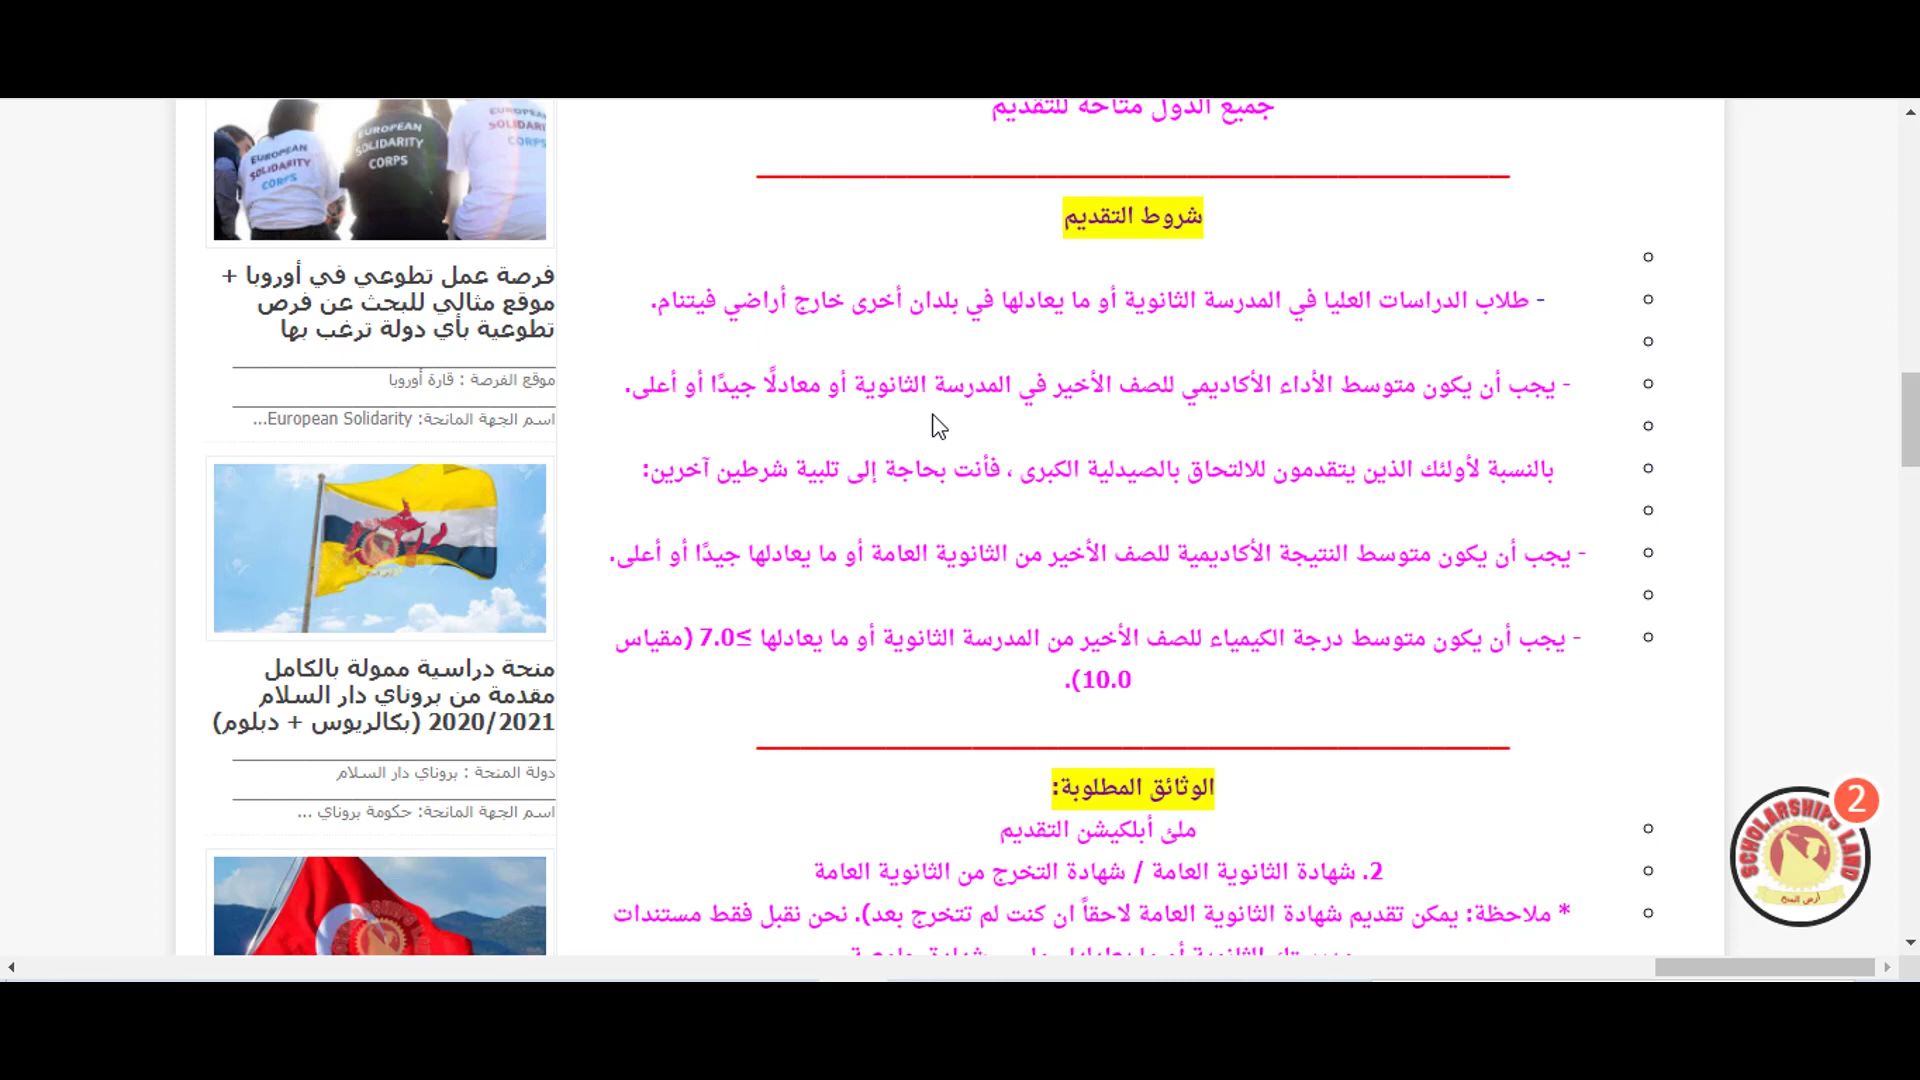 جميع الدول متاحة للتقديم
شروط التقديم
- طلاب الدراسات العليا في المدرسة الثانوية أو ما يعادلها في بلدان أخرى خارج أراضي فيتنام.
- يجب أن يكون متوسط الأداء الأكاديمي للصف الأخير في المدرسة الثانوية أو معادلًا جيدًا أو أعلى.
بالنسبة لأولئك الذين يتقدمون للالتحاق بالصيدلية الكبرى ، فأنت بحاجة إلى تلبية شرطين آخرين:
- يجب أن يكون متوسط النتيجة الأكاديمية للصف الأخير من الثانوية العامة أو ما يعادلها جيدًا أو أعلى.
- يجب أن يكون متوسط درجة الكيمياء للصف الأخير من المدرسة الثانوية أو ما يعادلها ≥7.0 (مقياس
10.0).
الوثائق المطلوبة:
ملئ أبلكيشن التقديم
2. شهادة الثانوية العامة / شهادة التخرج من الثانوية العامة
* ملاحظة: يمكن تقديم شهادة الثانوية العامة لاحقاً ان كنت لم تتخرج بعد). نحن نقبل فقط مستندات
EUROPEAN
SOLIDARITY
CORPS
EUROPEAN
SOLIDARITY
CORPS
فرصة عمل تطوعي في أوروبا +
موقع مثالي للبحث عن فرص
تطوعية بأي دولة ترغب بها
موقع الفرصة : قارة أوروبا
اسم الجهة المانحة: European Solidarity...
منحة دراسية ممولة بالكامل
مقدمة من بروناي دار السلام
2020/2021 (بكالريوس + دبلوم)
دولة المنحة : بروناي دار السلام
اسم الجهة المانحة: حكومة بروناي ...
2
SCHOLARSHIPS LAND
أرض المنح